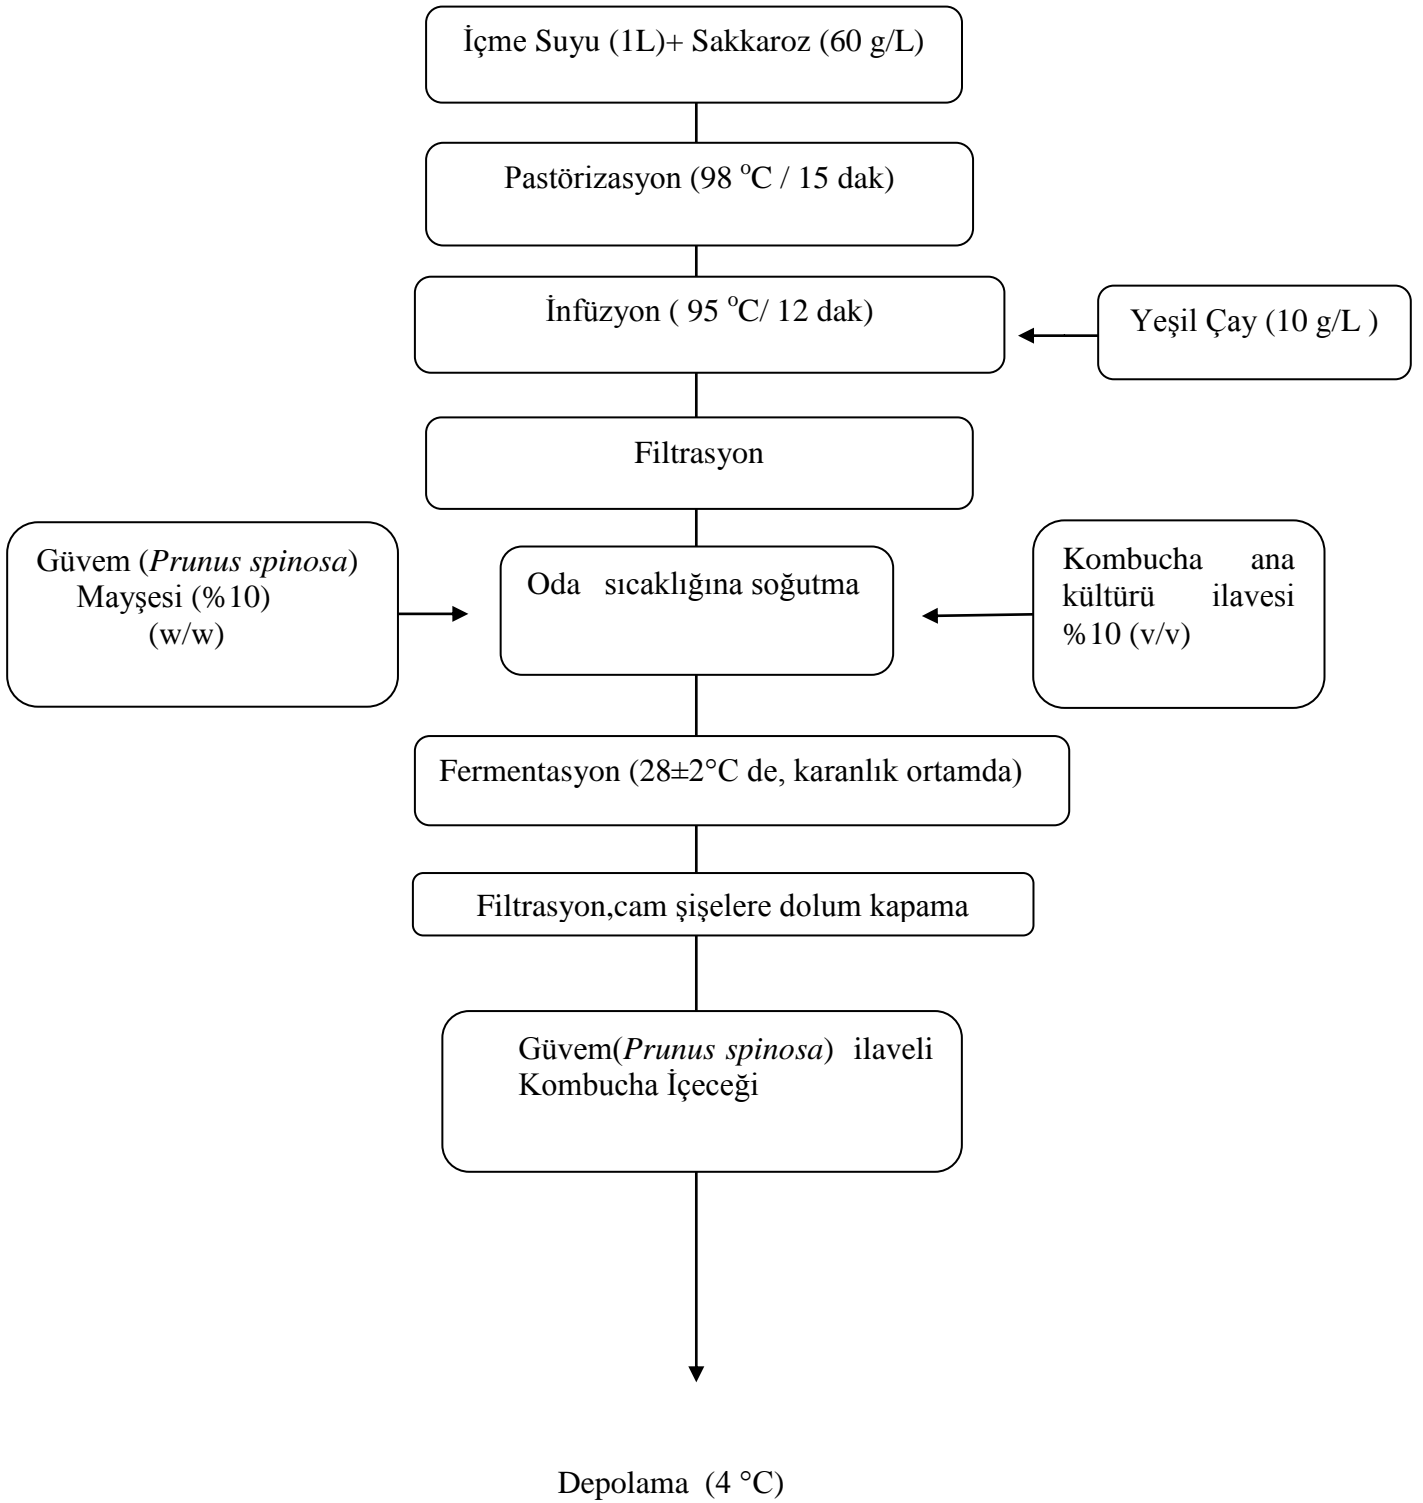 İçme Suyu (1L)+ Sakkaroz (60 g/L)
Pastörizasyon (98 °C / 15 dak)
İnfüzyon ( 95 °C/ 12 dak)
Yeşil Çay (10 g/L )
Filtrasyon
Güvem (Prunus spinosa)
Mayşesi (%10)
(w/w)
Oda sıcaklığına soğutma
Kombucha ana
kültürü ilavesi
%10 (v/v)
Fermentasyon (28±2°C de, karanlık ortamda)
Filtrasyon,cam şişelere dolum kapama
Güvem(Prunus spinosa) ilaveli
Kombucha İçeceği
Depolama (4 °C)